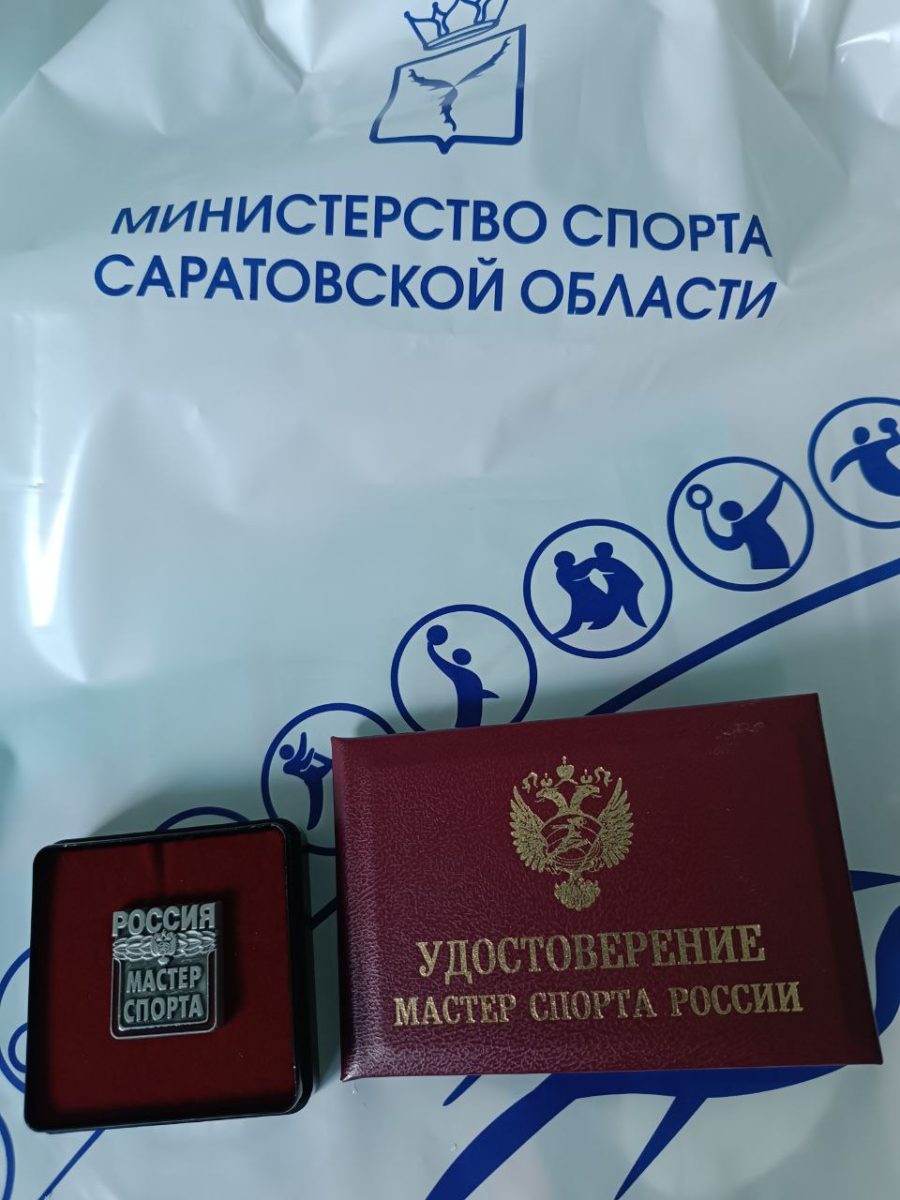 МИНИСТЕРСТВО СПОРТА
САРАТОВСКОЙ ОБЛАСТИ
РОССИЯ
МАСТЕР
СПОРТА
УДОСТОВЕРЕНИЕ
МАСТЕР СПОРТА РОССИИ